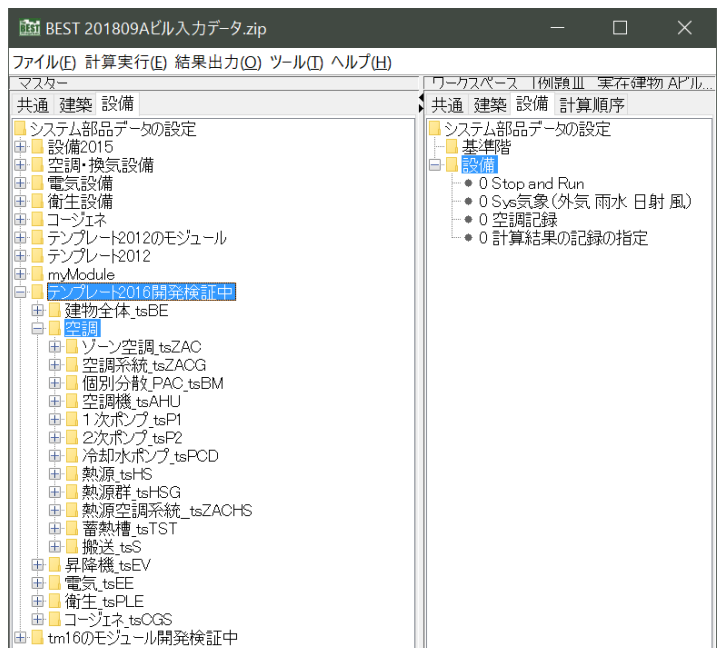 BEST 201809Aビル入力データ.zip
ファイル(F) 計算実行(E) 結果出力(O) ツール(T) ヘルプ(H)
マスター
共通 建築 設備
システム部品データの設定
設備2015
空調・換気設備
電気設備
衛生設備
コージェネ
テンプレート2012のモジュール
テンプレート2012
myModule
テンプレート2016開発検証中
建物全体_tsBE
空調
ゾーン空調_tsZAC
空調系統_tsZACG
個別分散_PAC_tsBM
空調機_tsAHU
1次ポンプ_tsP1
2次ポンプ_tsP2
冷却水ポンプ_tsPCD
熱源_tsHS
熱源群_tsHSG
熱源空調系統_tsZACHS
蓄熱槽_tsTST
搬送_tsS
昇降機_tsEV
電気_tsEE
衛生_tsPLE
コージェネ_tsCGS
tm16のモジュール開発検証中
ワークスペース [例題Ⅲ 実在建物 Aビル...
共通 建築 設備 計算順序
システム部品データの設定
基準階
設備
0 Stop and Run
0 Sys気象(外気 雨水 日射 風)
0 空調記録
0 計算結果の記録の指定